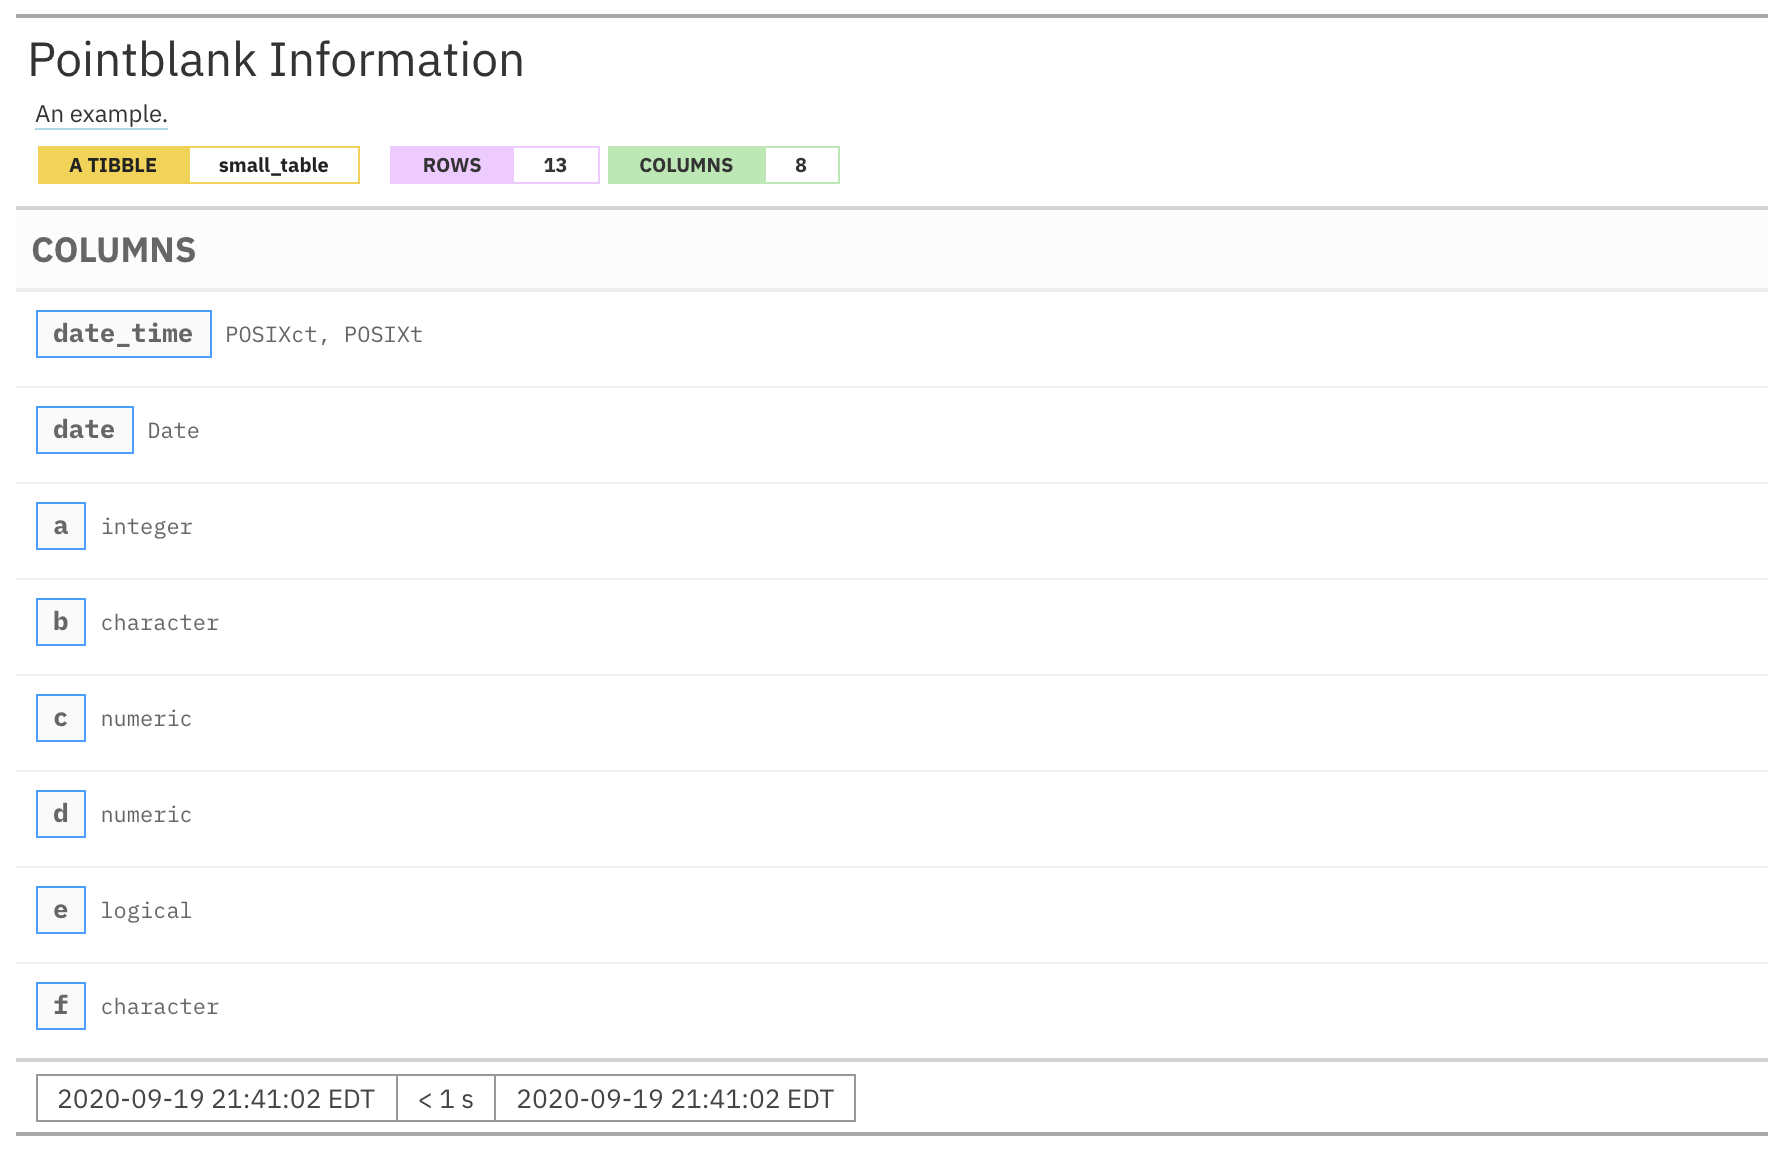 Pointblank Information
An example.
A TIBBLE small_table ROWS 13 COLUMNS 8
COLUMNS
date_time POSIXct, POSIXt
date Date
a integer
b character
c numeric
d numeric
e logical
f character
2020-09-19 21:41:02 EDT < 1 s 2020-09-19 21:41:02 EDT